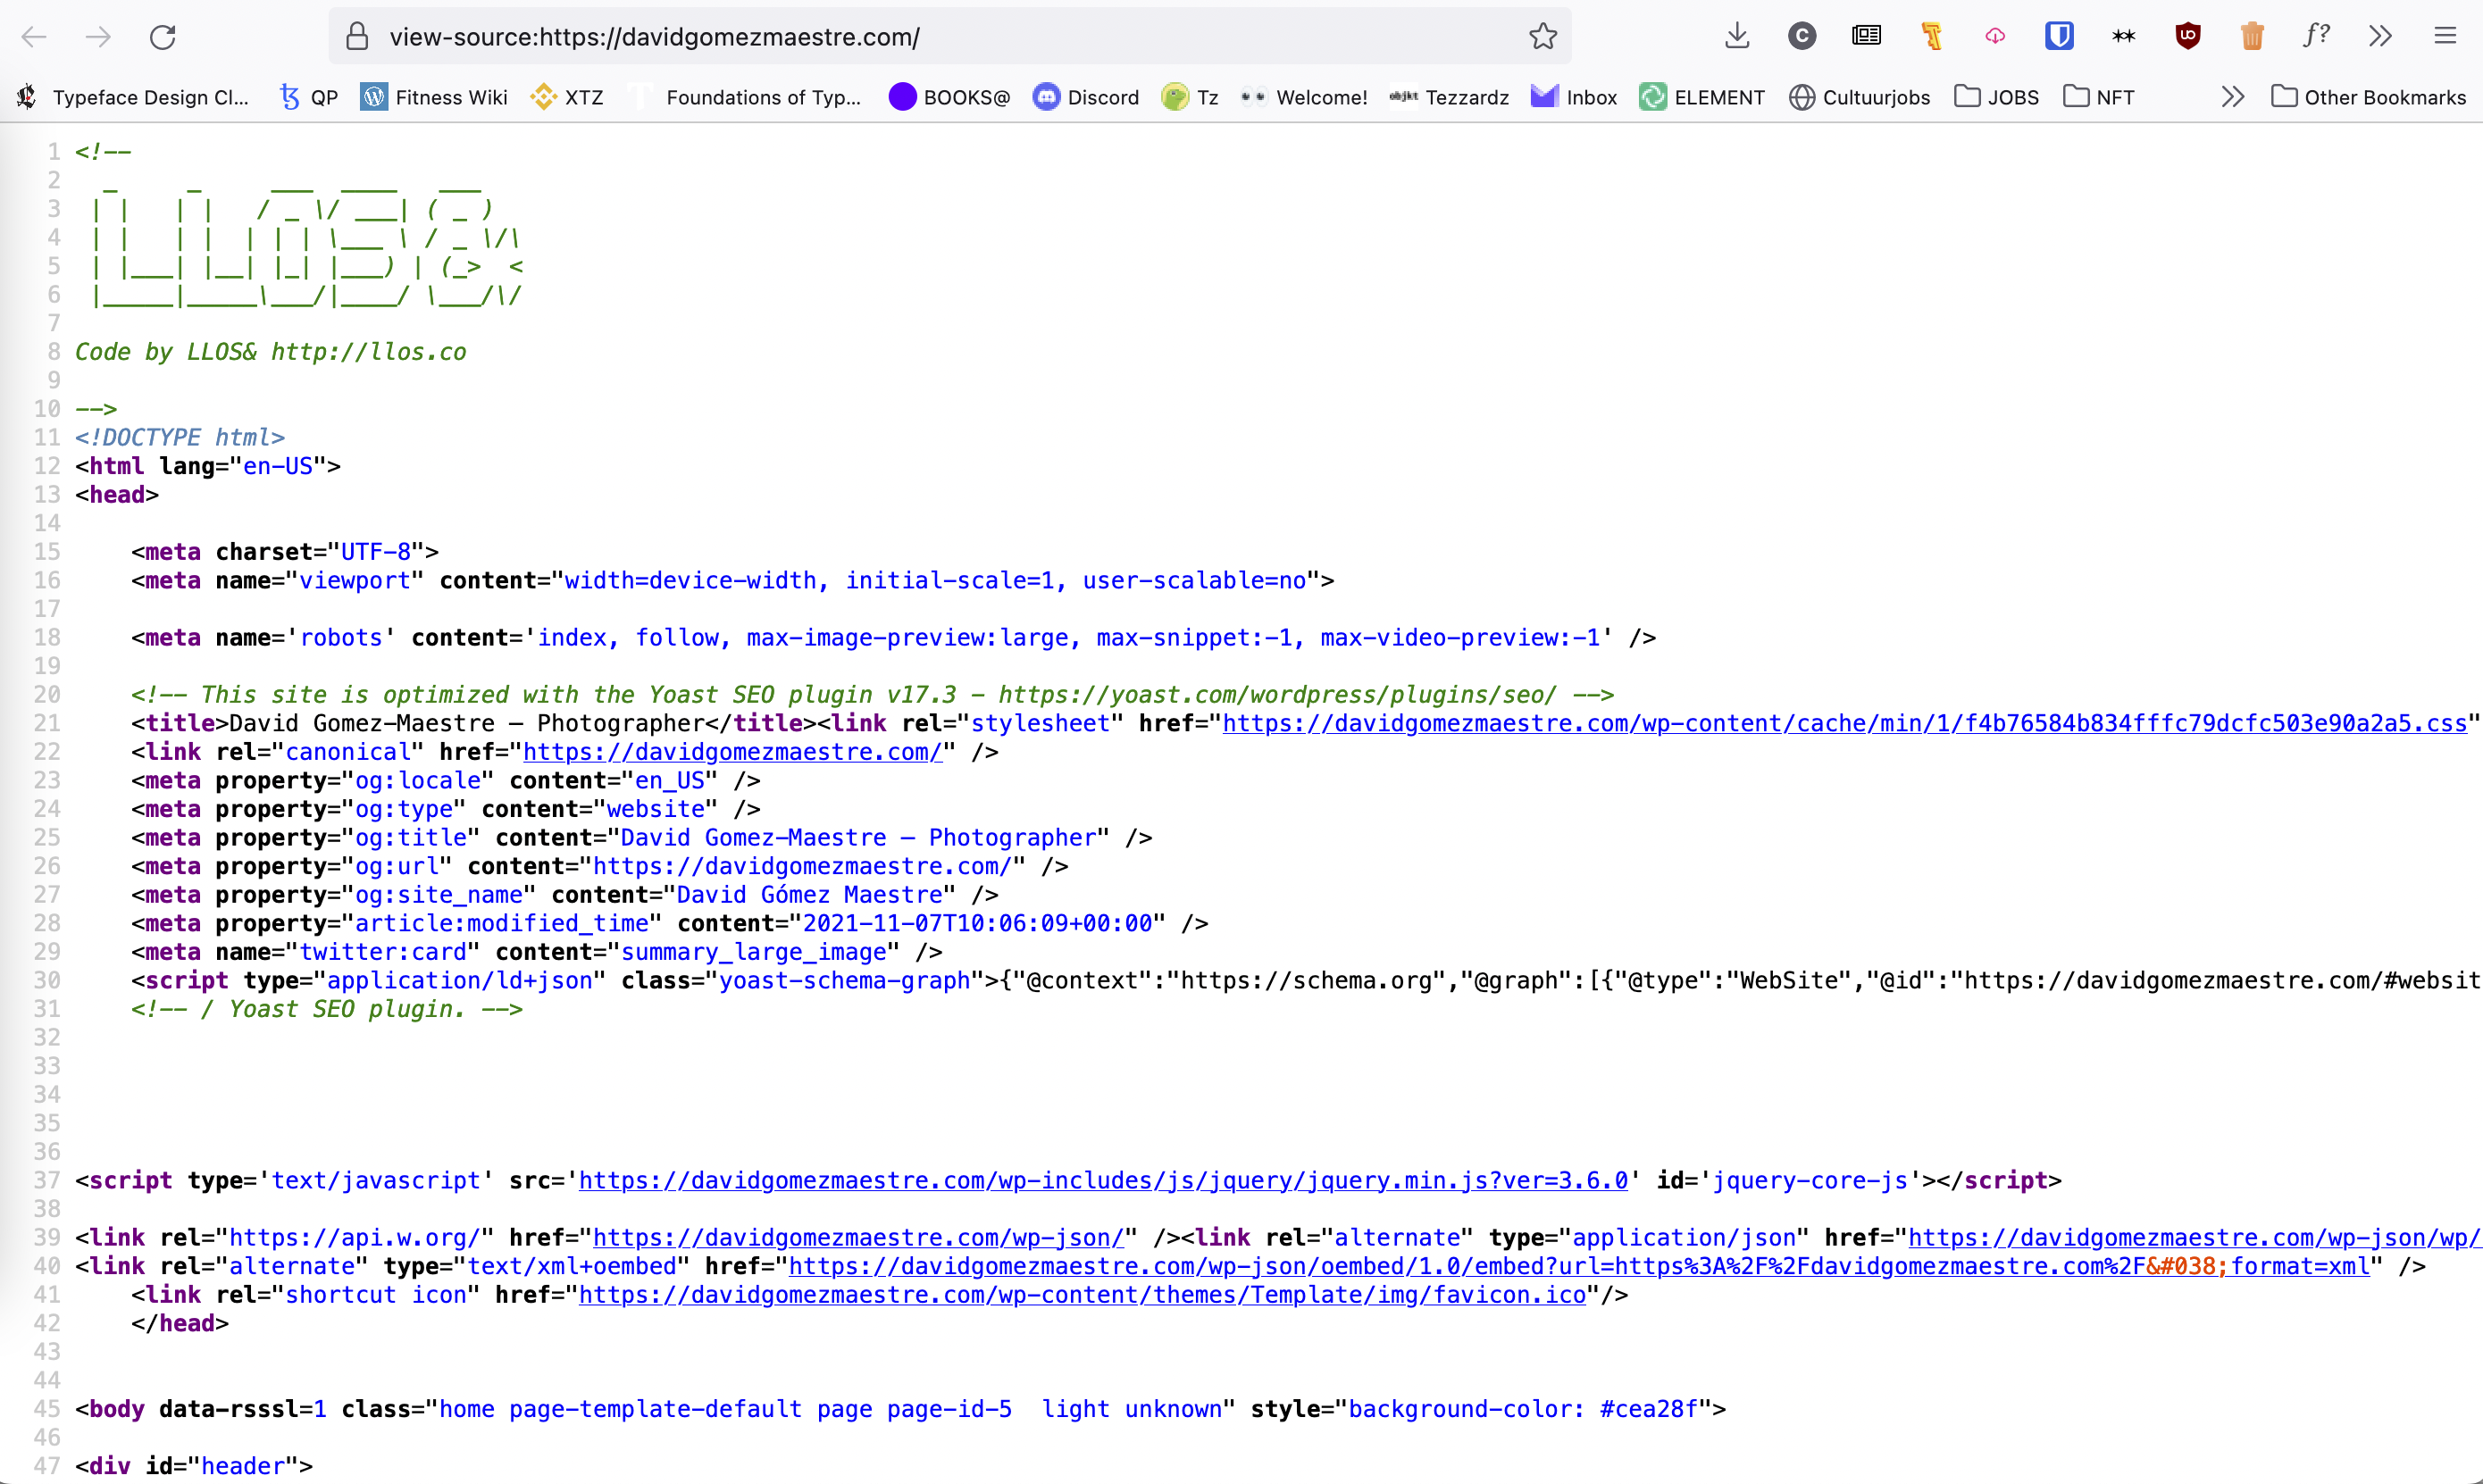 view-source:https://davidgomezmaestre.com/
Typeface Design Cl... QP Fitness Wiki XTZ Foundations of Typ... BOOKS@ Discord Tz Welcome! objkt Tezzardz Inbox ELEMENT Cultuurjobs JOBS NFT Other Bookmarks
1 <!--
2   _     _     ___  ____   ___
3  | |   | |   / _ \/ ___| ( _ )
4  | |   | |  | | | \___ \ / _ \/\
5  | |___| |__| |_| |___) | (_>  <
6  |_____|_____\___/|____/ \___/\/
7
8 Code by LLOS& http://llos.co
9
10 -->
11 <!DOCTYPE html>
12 <html lang="en-US">
13 <head>
14
15     <meta charset="UTF-8">
16     <meta name="viewport" content="width=device-width, initial-scale=1, user-scalable=no">
17
18     <meta name='robots' content='index, follow, max-image-preview:large, max-snippet:-1, max-video-preview:-1' />
19
20     <!-- This site is optimized with the Yoast SEO plugin v17.3 - https://yoast.com/wordpress/plugins/seo/ -->
21     <title>David Gomez-Maestre — Photographer</title><link rel="stylesheet" href="https://davidgomezmaestre.com/wp-content/cache/min/1/f4b76584b834fffc79dcfc503e90a2a5.css"
22     <link rel="canonical" href="https://davidgomezmaestre.com/" />
23     <meta property="og:locale" content="en_US" />
24     <meta property="og:type" content="website" />
25     <meta property="og:title" content="David Gomez-Maestre — Photographer" />
26     <meta property="og:url" content="https://davidgomezmaestre.com/" />
27     <meta property="og:site_name" content="David Gómez Maestre" />
28     <meta property="article:modified_time" content="2021-11-07T10:06:09+00:00" />
29     <meta name="twitter:card" content="summary_large_image" />
30     <script type="application/ld+json" class="yoast-schema-graph">{"@context":"https://schema.org","@graph":[{"@type":"WebSite","@id":"https://davidgomezmaestre.com/#websit
31     <!-- / Yoast SEO plugin. -->
32
33
34
35
36
37 <script type='text/javascript' src='https://davidgomezmaestre.com/wp-includes/js/jquery/jquery.min.js?ver=3.6.0' id='jquery-core-js'></script>
38
39 <link rel="https://api.w.org/" href="https://davidgomezmaestre.com/wp-json/" /><link rel="alternate" type="application/json" href="https://davidgomezmaestre.com/wp-json/wp/
40 <link rel="alternate" type="text/xml+oembed" href="https://davidgomezmaestre.com/wp-json/oembed/1.0/embed?url=https%3A%2F%2Fdavidgomezmaestre.com%2F&#038;format=xml" />
41     <link rel="shortcut icon" href="https://davidgomezmaestre.com/wp-content/themes/Template/img/favicon.ico"/>
42     </head>
43
44
45 <body data-rsssl=1 class="home page-template-default page page-id-5  light unknown" style="background-color: #cea28f">
46
47 <div id="header">